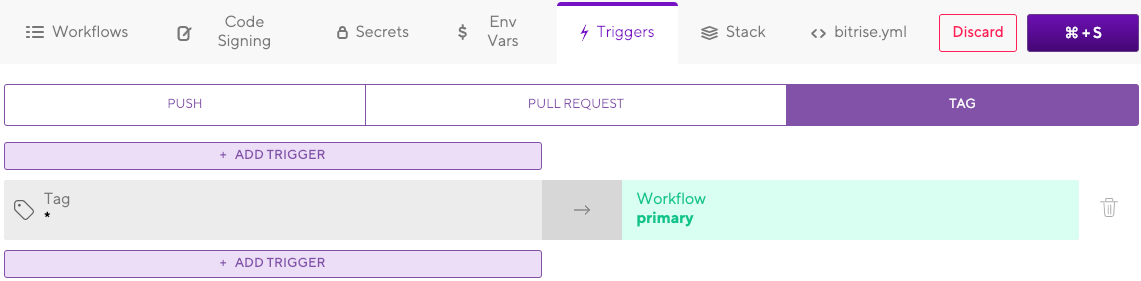 Workflows
Code
Signing
Secrets
$ Env
Vars
Triggers
Stack
<> bitrise.yml
Discard
⌘ + S
PUSH
PULL REQUEST
TAG
+ ADD TRIGGER
Tag
*
→
Workflow
primary
+ ADD TRIGGER